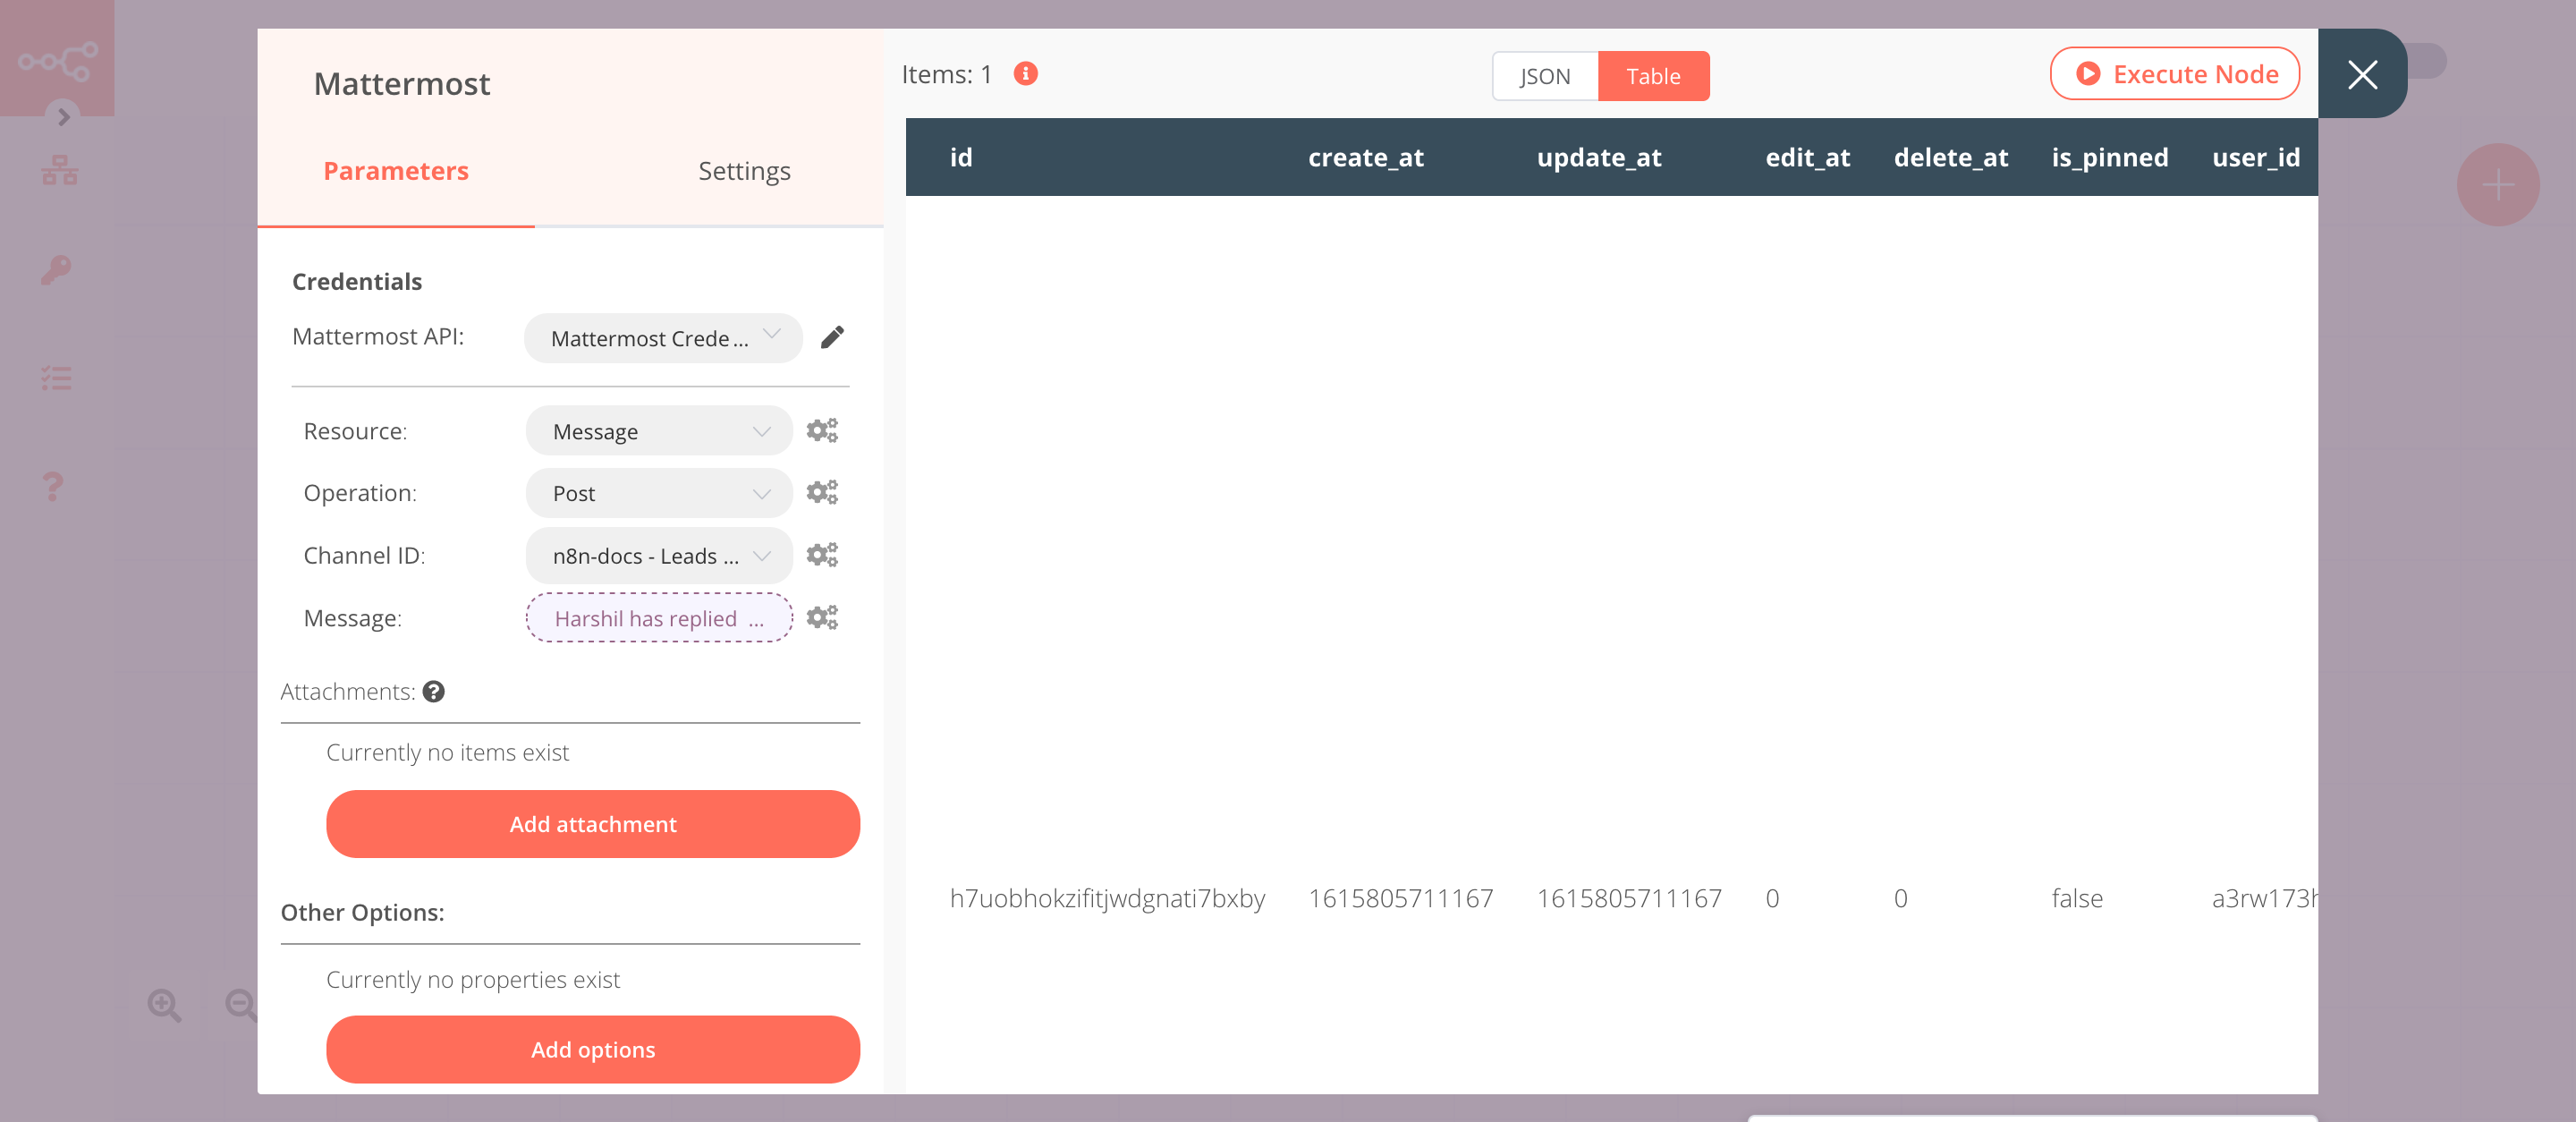 Mattermost
Parameters
Settings
Credentials
Mattermost API:
Mattermost Crede ...
Resource:
Message
Operation:
Post
Channel ID:
n8n-docs - Leads ...
Message:
Harshil has replied ...
Attachments:
Currently no items exist
Add attachment
Other Options:
Currently no properties exist
Add options
Items: 1
JSON
Table
Execute Node
id create_at update_at edit_at delete_at is_pinned user_id
h7uobhokzifitjwdgnati7bxby 1615805711167 1615805711167 0 0 false a3rw173